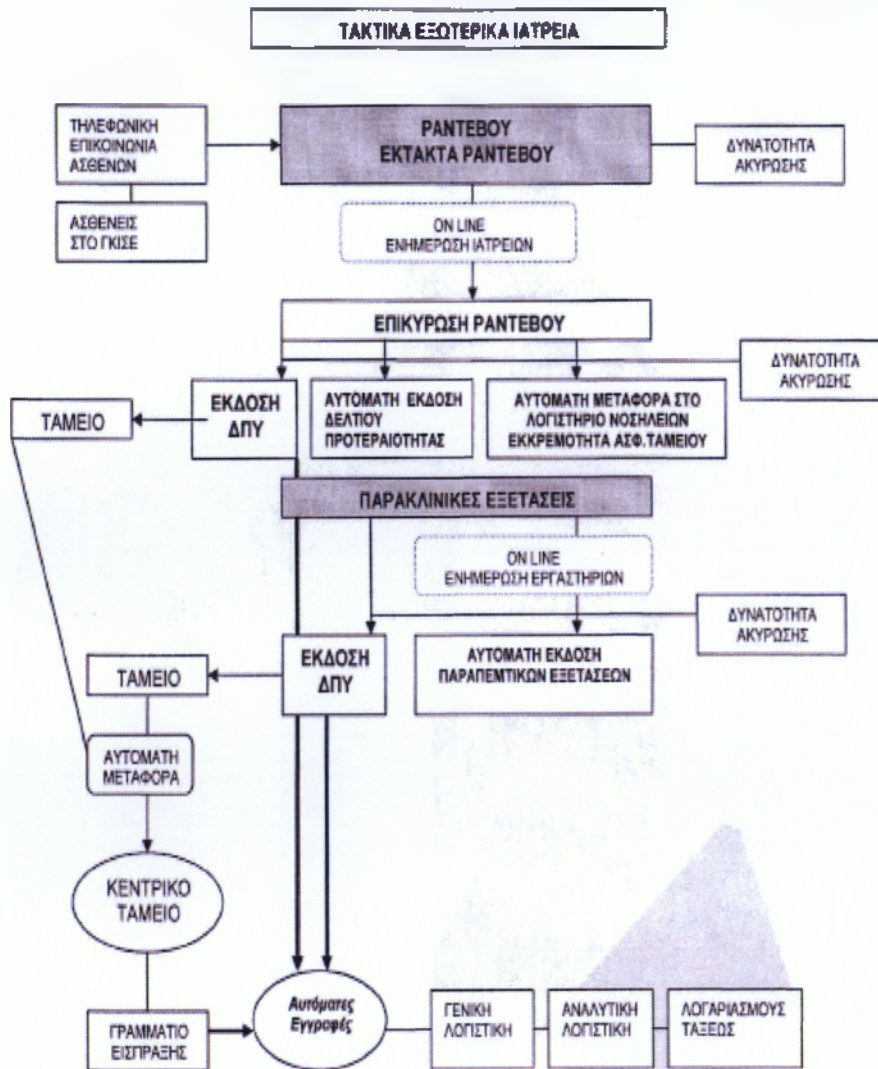 ΤΑΚΤΙΚΑ ΕΞΩΤΕΡΙΚΑ ΙΑΤΡΕΙΑ
ΤΗΛΕΦΩΝΙΚΗ
ΕΠΙΚΟΙΝΩΝΙΑ
ΑΣΘΕΝΩΝ
ΡΑΝΤΕΒΟΥ
ΕΚΤΑΚΤΑ ΡΑΝΤΕΒΟΥ
ΔΥΝΑΤΟΤΗΤΑ
ΑΚΥΡΩΣΗΣ
ΑΣΘΕΝΕΙΣ
ΣΤΟ ΓΚΙΣΕ
ON LINE
ΕΝΗΜΕΡΩΣΗ ΙΑΤΡΕΙΩΝ
ΕΠΙΚΥΡΩΣΗ ΡΑΝΤΕΒΟΥ
ΔΥΝΑΤΟΤΗΤΑ
ΑΚΥΡΩΣΗΣ
ΤΑΜΕΙΟ
ΕΚΔΟΣΗ
ΔΠΥ
ΑΥΤΟΜΑΤΗ ΕΚΔΟΣΗ
ΔΕΛΤΙΟΥ
ΠΡΟΤΕΡΑΙΟΤΗΤΑΣ
ΑΥΤΟΜΑΤΗ ΜΕΤΑΦΟΡΑ ΣΤΟ
ΛΟΓΙΣΤΗΡΙΟ ΝΟΣΗΛΕΙΩΝ
ΕΚΚΡΕΜΟΤΗΤΑ ΑΣΦ.ΤΑΜΕΙΟΥ
ΠΑΡΑΚΛΙΝΙΚΕΣ ΕΞΕΤΑΣΕΙΣ
ON LINE
ΕΝΗΜΕΡΩΣΗ ΕΡΓΑΣΤΗΡΙΩΝ
ΔΥΝΑΤΟΤΗΤΑ
ΑΚΥΡΩΣΗΣ
ΤΑΜΕΙΟ
ΕΚΔΟΣΗ
ΔΠΥ
ΑΥΤΟΜΑΤΗ ΕΚΔΟΣΗ
ΠΑΡΑΠΕΜΤΙΚΩΝ ΕΞΕΤΑΣΕΩΝ
ΑΥΤΟΜΑΤΗ
ΜΕΤΑΦΟΡΑ
ΚΕΝΤΡΙΚΟ
ΤΑΜΕΙΟ
ΓΡΑΜΜΑΤΙΟ
ΕΙΣΠΡΑΞΗΣ
Αυτόματες
Εγγραφές
ΓΕΝΙΚΗ
ΛΟΓΙΣΤΙΚΗ
ΑΝΑΛΥΤΙΚΗ
ΛΟΓΙΣΤΙΚΗ
ΛΟΓΑΡΙΑΣΜΟΥΣ
ΤΑΞΕΩΣ